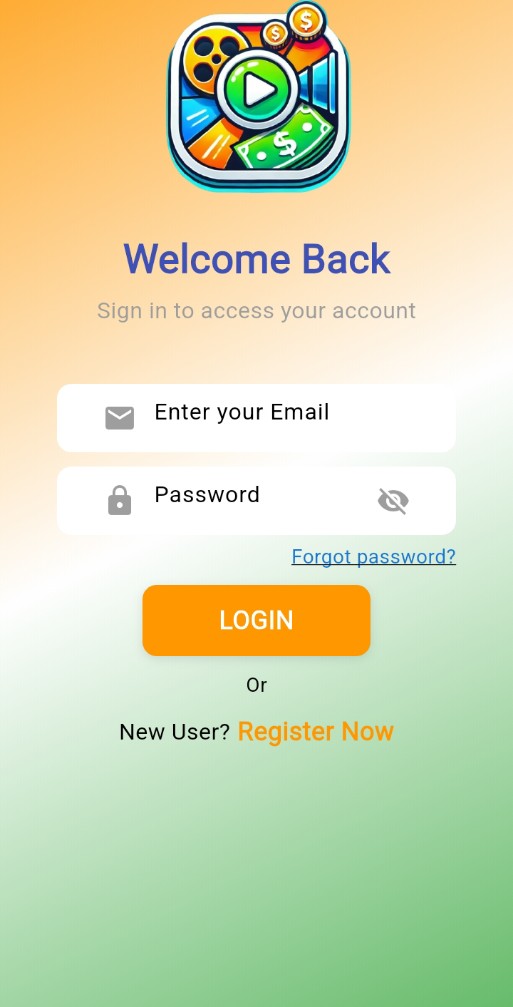 $
$
$
Welcome Back
Sign in to access your account
Enter your Email
Password
Forgot password?
LOGIN
Or
New User? Register Now